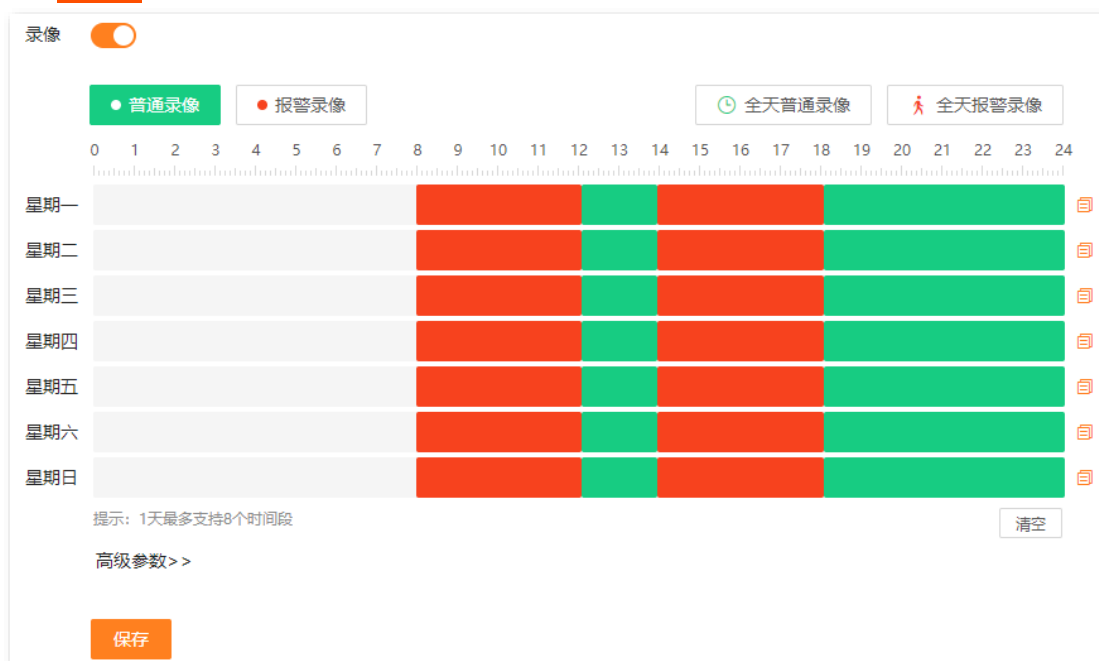 录像
普通录像 报警录像 全天普通录像 全天报警录像
0 1 2 3 4 5 6 7 8 9 10 11 12 13 14 15 16 17 18 19 20 21 22 23 24
星期一
星期二
星期三
星期四
星期五
星期六
星期日
提示：1天最多支持8个时间段 清空
高级参数>>
保存